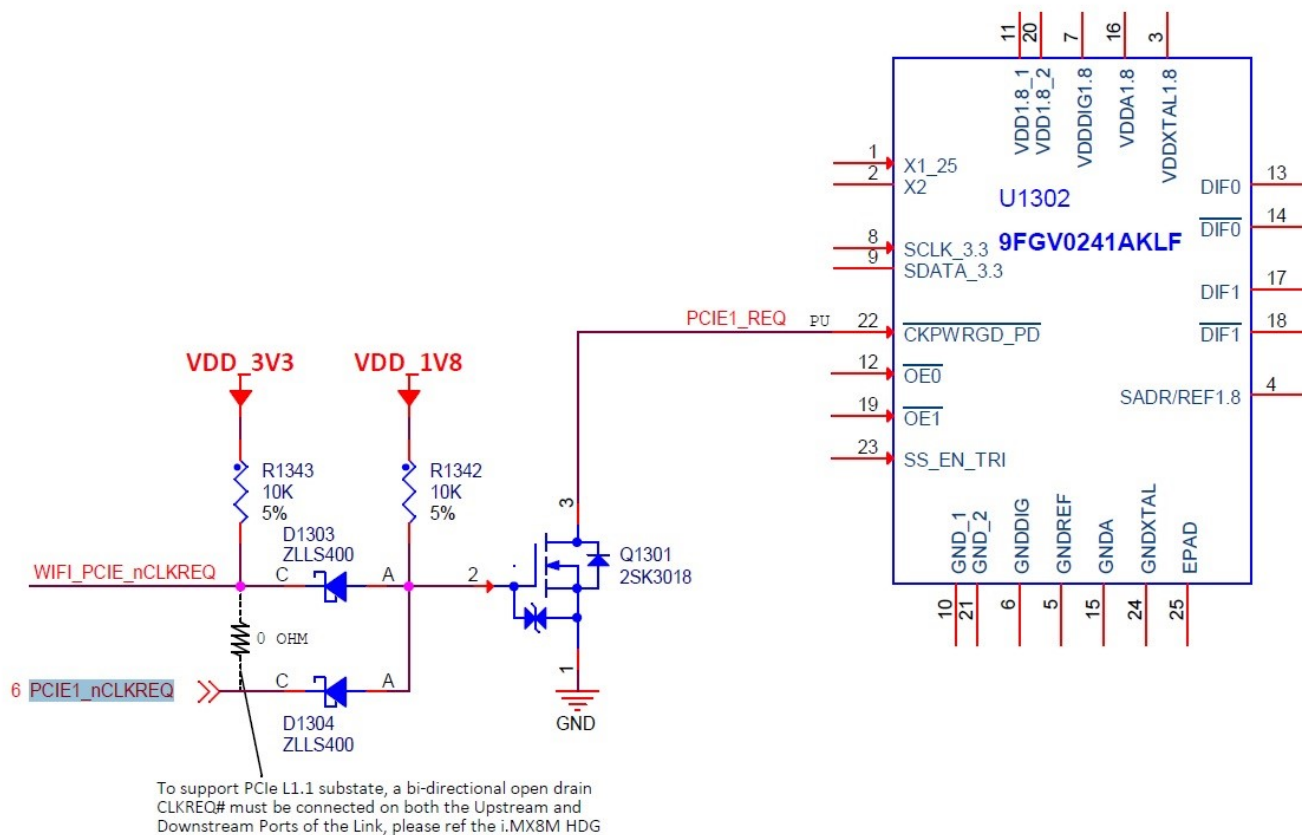 11
20
7
16
3
VDD1.8_1
VDD1.8_2
VDDDIG1.8
VDDA1.8
VDDXTAL1.8
1
X1_25
2
X2
U1302
9FGV0241AKLF
8
SCLK_3.3
9
SDATA_3.3
DIF0
13
DIF0
14
DIF1
17
DIF1
18
PCIE1_REQ PU 22
CKPWRGD_PD
12
OE0
19
OE1
SADR/REF1.8
4
23
SS_EN_TRI
GND_1
GND_2
GNDDIG
GNDREF
GNDA
GNDXTAL
EPAD
10
21
6
5
15
24
25
VDD_3V3
VDD_1V8
R1343
10K
5%
R1342
10K
5%
D1303
ZLLS400
WIFI_PCIE_nCLKREQ
C
A
2
3
Q1301
2SK3018
1
GND
0 OHM
6 PCIE1_nCLKREQ
C
A
D1304
ZLLS400
To support PCIe L1.1 substate, a bi-directional open drain
CLKREQ# must be connected on both the Upstream and
Downstream Ports of the Link, please ref the i.MX8M HDG